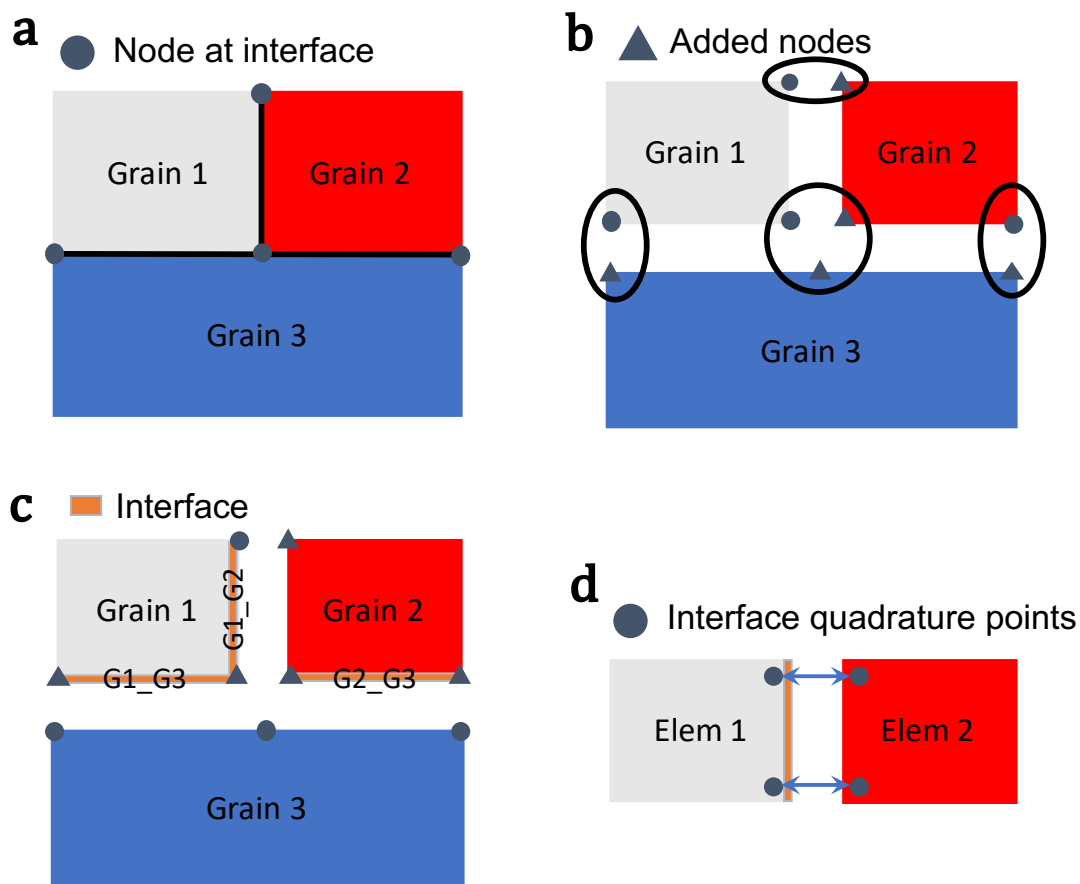 a
Node at interface
Grain 1
Grain 2
Grain 3
b
Added nodes
Grain 1
Grain 2
Grain 3
c
Interface
Grain 1
G1_G2
Grain 2
G1_G3
G2_G3
Grain 3
d
Interface quadrature points
Elem 1
Elem 2